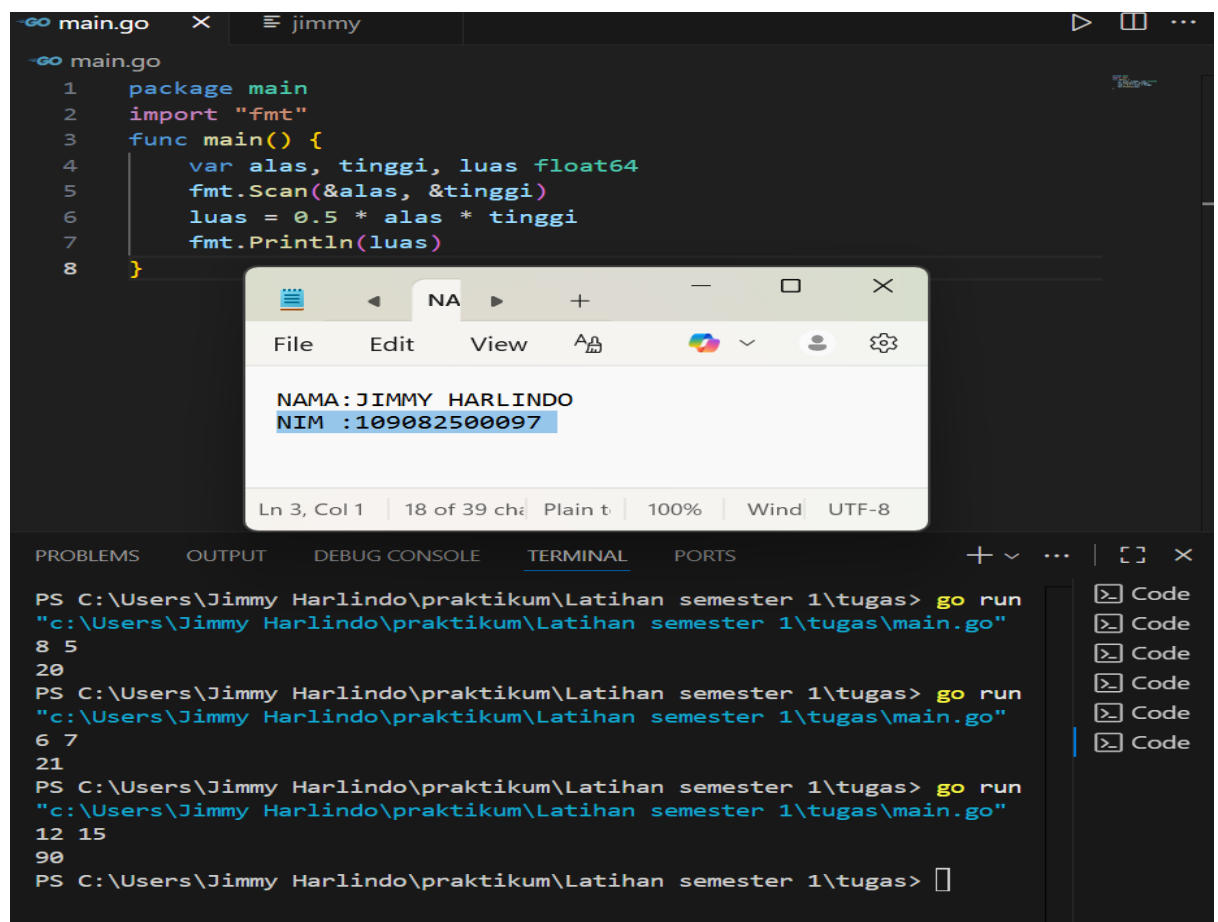 GO main.go
jimmy
GO main.go
1 package main
2 import "fmt"
3 func main() {
4 var alas, tinggi, luas float64
5 fmt.Scan(&alas, &tinggi)
6 luas = 0.5 * alas * tinggi
7 fmt.Println(luas)
8 }
NA
File Edit View
NAMA:JIMMY HARLINDO
NIM :109082500097
Ln 3, Col 1 18 of 39 cha Plain t 100% Wind UTF-8
PROBLEMS OUTPUT DEBUG CONSOLE TERMINAL PORTS
PS C:\Users\Jimmy Harlindo\praktikum\Latihan semester 1\tugas> go run
"c:\Users\Jimmy Harlindo\praktikum\Latihan semester 1\tugas\main.go"
8 5
20
PS C:\Users\Jimmy Harlindo\praktikum\Latihan semester 1\tugas> go run
"c:\Users\Jimmy Harlindo\praktikum\Latihan semester 1\tugas\main.go"
6 7
21
PS C:\Users\Jimmy Harlindo\praktikum\Latihan semester 1\tugas> go run
"c:\Users\Jimmy Harlindo\praktikum\Latihan semester 1\tugas\main.go"
12 15
90
PS C:\Users\Jimmy Harlindo\praktikum\Latihan semester 1\tugas>
Code
Code
Code
Code
Code
Code